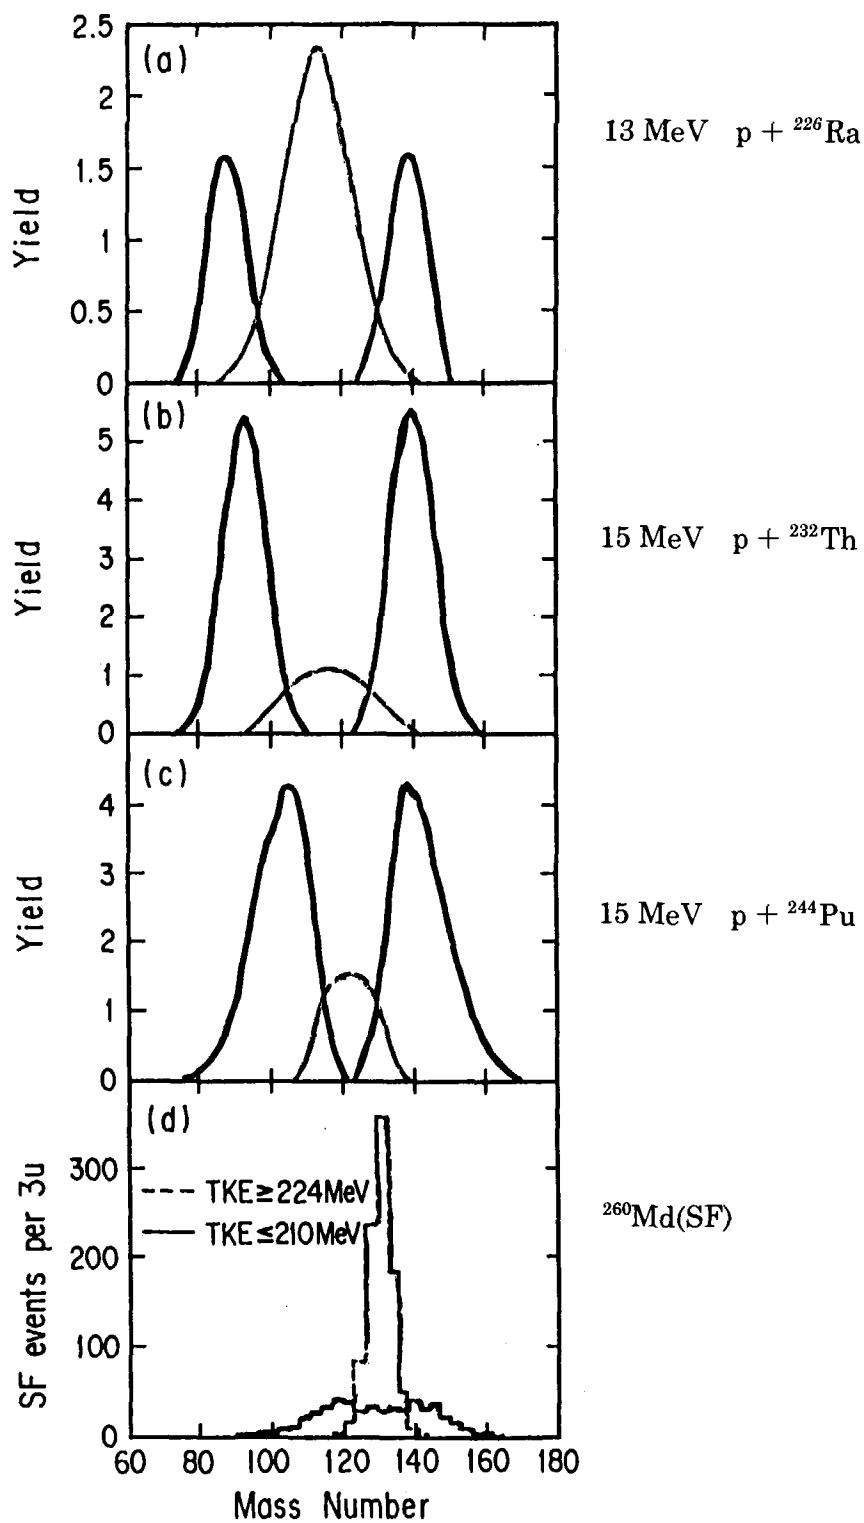 (a)
2.5
2
1.5
1
0.5
0
Yield
13 MeV p + ²²⁶Ra
(b)
5
4
3
2
1
0
Yield
15 MeV p + ²³²Th
(c)
4
3
2
1
0
Yield
15 MeV p + ²⁴⁴Pu
(d)
300
200
100
0
SF events per 3u
TKE≥224MeV
TKE≤210MeV
²⁶⁰Md(SF)
60 80 100 120 140 160 180
Mass Number